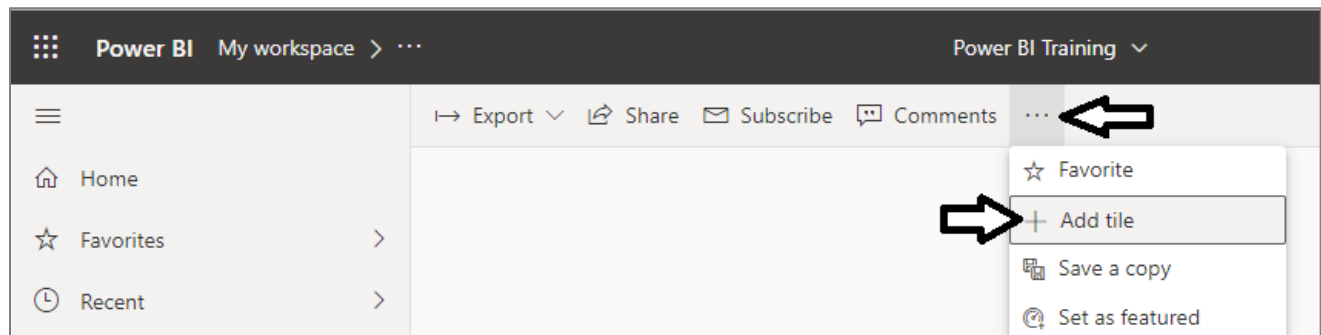 Power BI My workspace > ... Power BI Training
Export Share Subscribe Comments ...
Home
Favorites
Recent
Favorite
Add tile
Save a copy
Set as featured